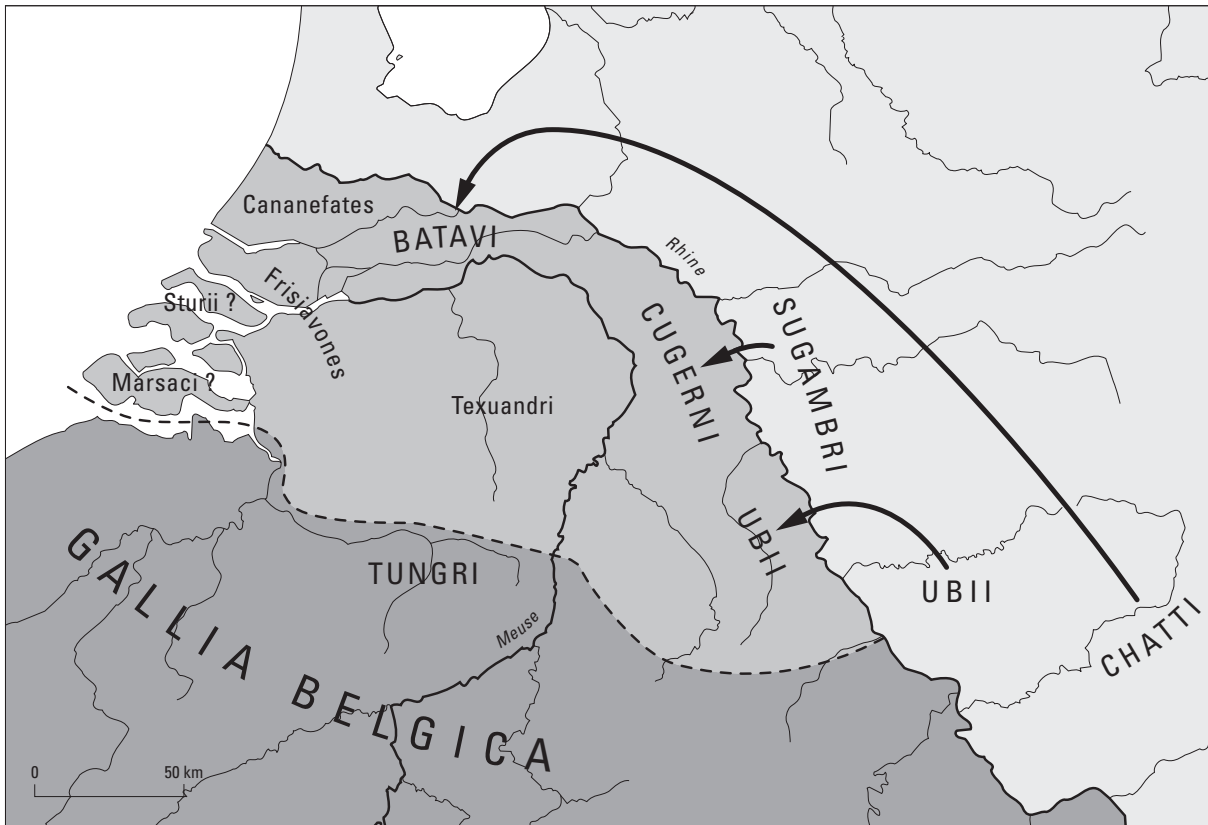 Cananefates
BATAVI
Rhine
Frisiavones
Sturii ?
SUGAMBRI
CUGERNI
Marsaci ?
Texuandri
UBII
UBII
TUNGRI
CHATTI
Meuse
GALLIA BELGICA
0 50 km